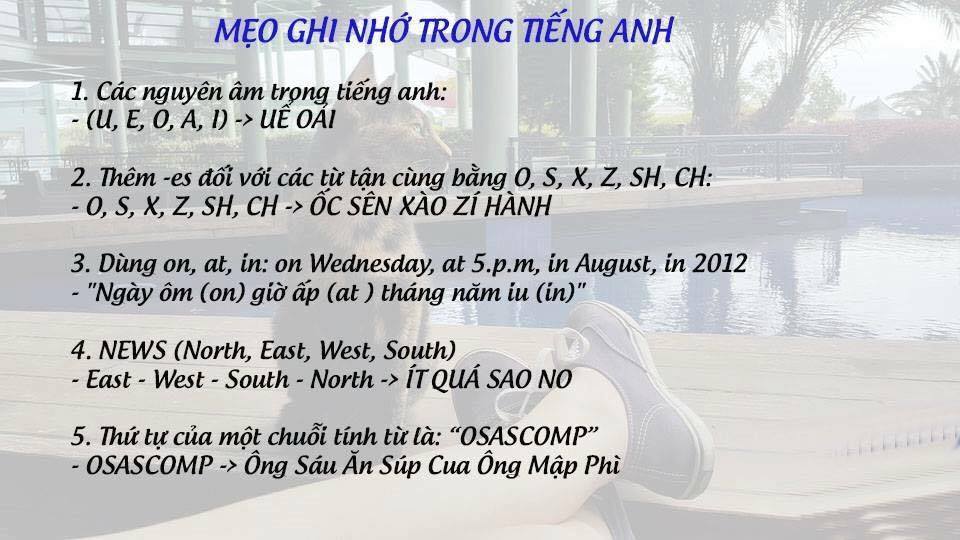 MẸO GHI NHỚ TRONG TIẾNG ANH
1. Các nguyên âm trong tiếng anh:
- (U, E, O, A, I) -> UỂ OẢI
2. Thêm -es đối với các từ tận cùng bằng O, S, X, Z, SH, CH:
- O, S, X, Z, SH, CH -> ỐC SÊN XÀO ZÍ HÀNH
3. Dùng on, at, in: on Wednesday, at 5.p.m, in August, in 2012
- "Ngày ôm (on) giờ ấp (at ) tháng năm iu (in)"
4. NEWS (North, East, West, South)
- East - West - South - North -> ÍT QUÁ SAO NO
5. Thứ tự của một chuỗi tính từ là: “OSASCOMP”
- OSASCOMP -> Ông Sáu Ăn Súp Cua Ông Mập Phì